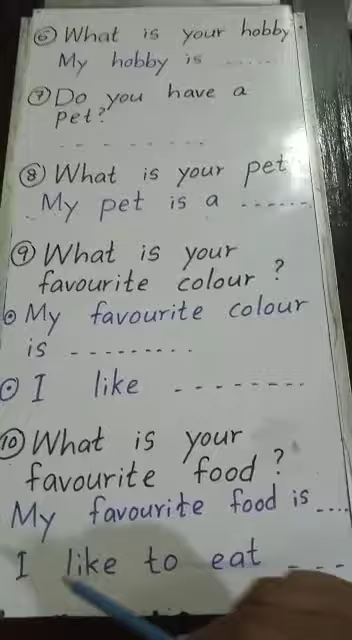 ⑥ What is your hobby.
My hobby is ......
⑦ Do you have a
pet?
- - - - - - - - -
⑧ What is your pet
My pet is a ------
⑨ What is your
favourite colour ?
My favourite colour
is ---------.
I like --------.
⑩ What is your
favourite food ?
My favourite food is ....
I like to eat ---